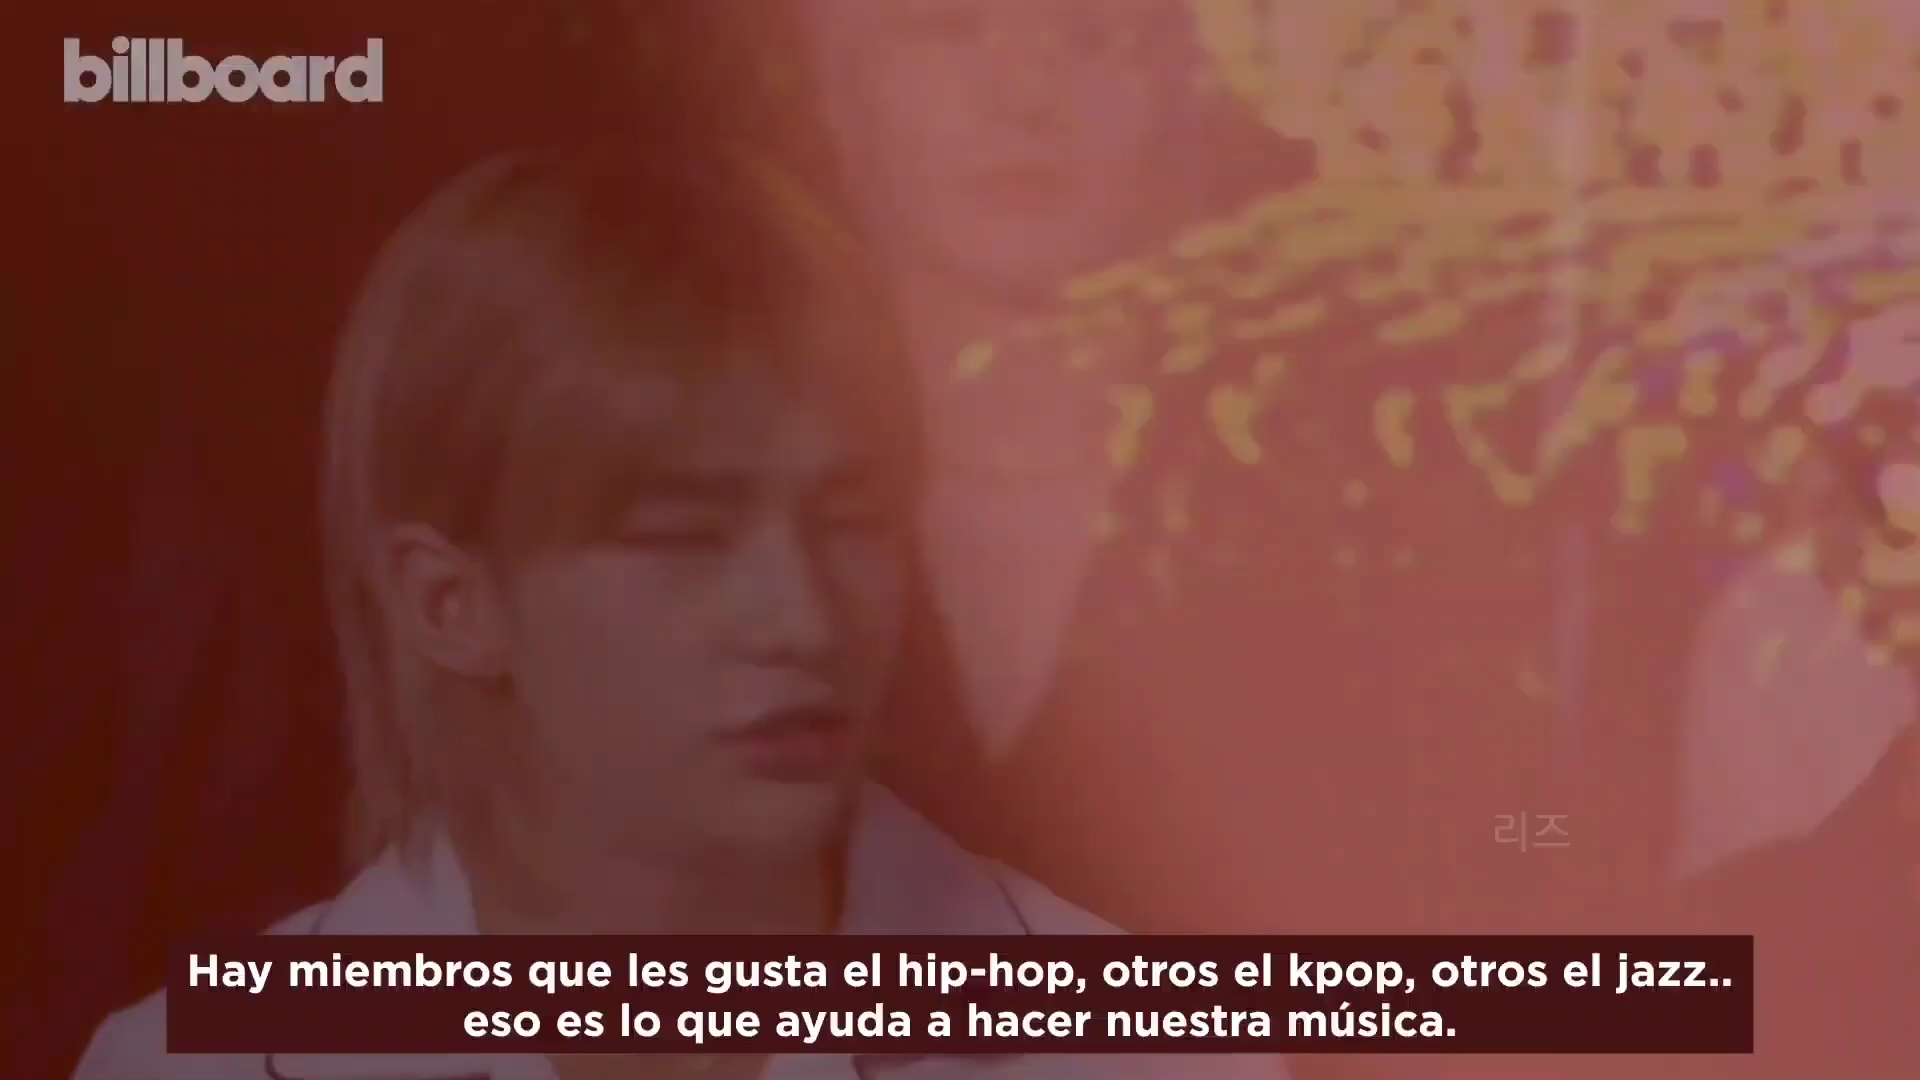 billboard
리즈
Hay miembros que les gusta el hip-hop, otros el kpop, otros el jazz..
eso es lo que ayuda a hacer nuestra música.